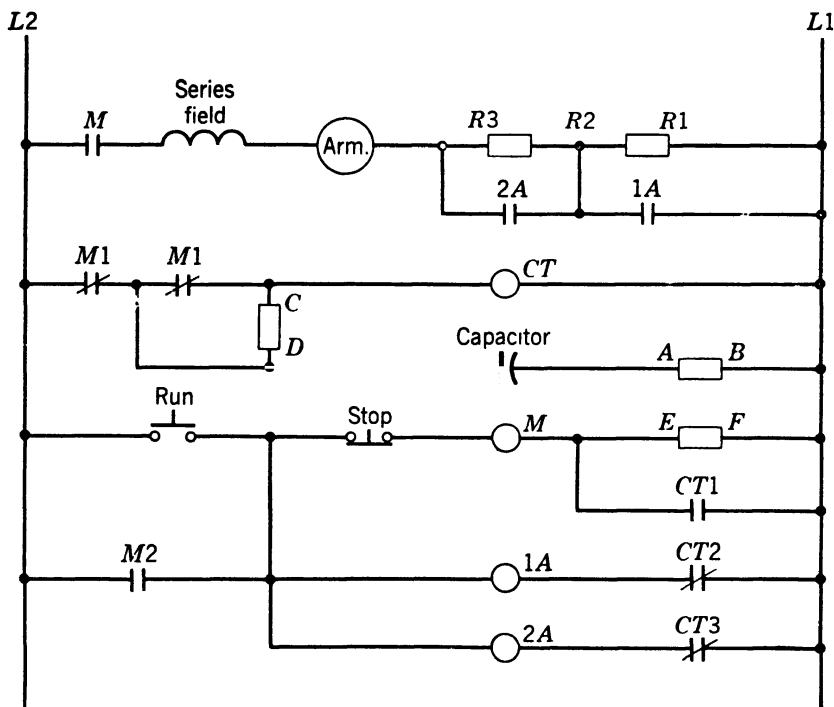 L2
L1
Series
field
M
Arm.
R3
R2
R1
2A
1A
M1
M1
CT
C
D
Capacitor
A
B
Run
Stop
M
E
F
CT1
M2
1A
CT2
2A
CT3